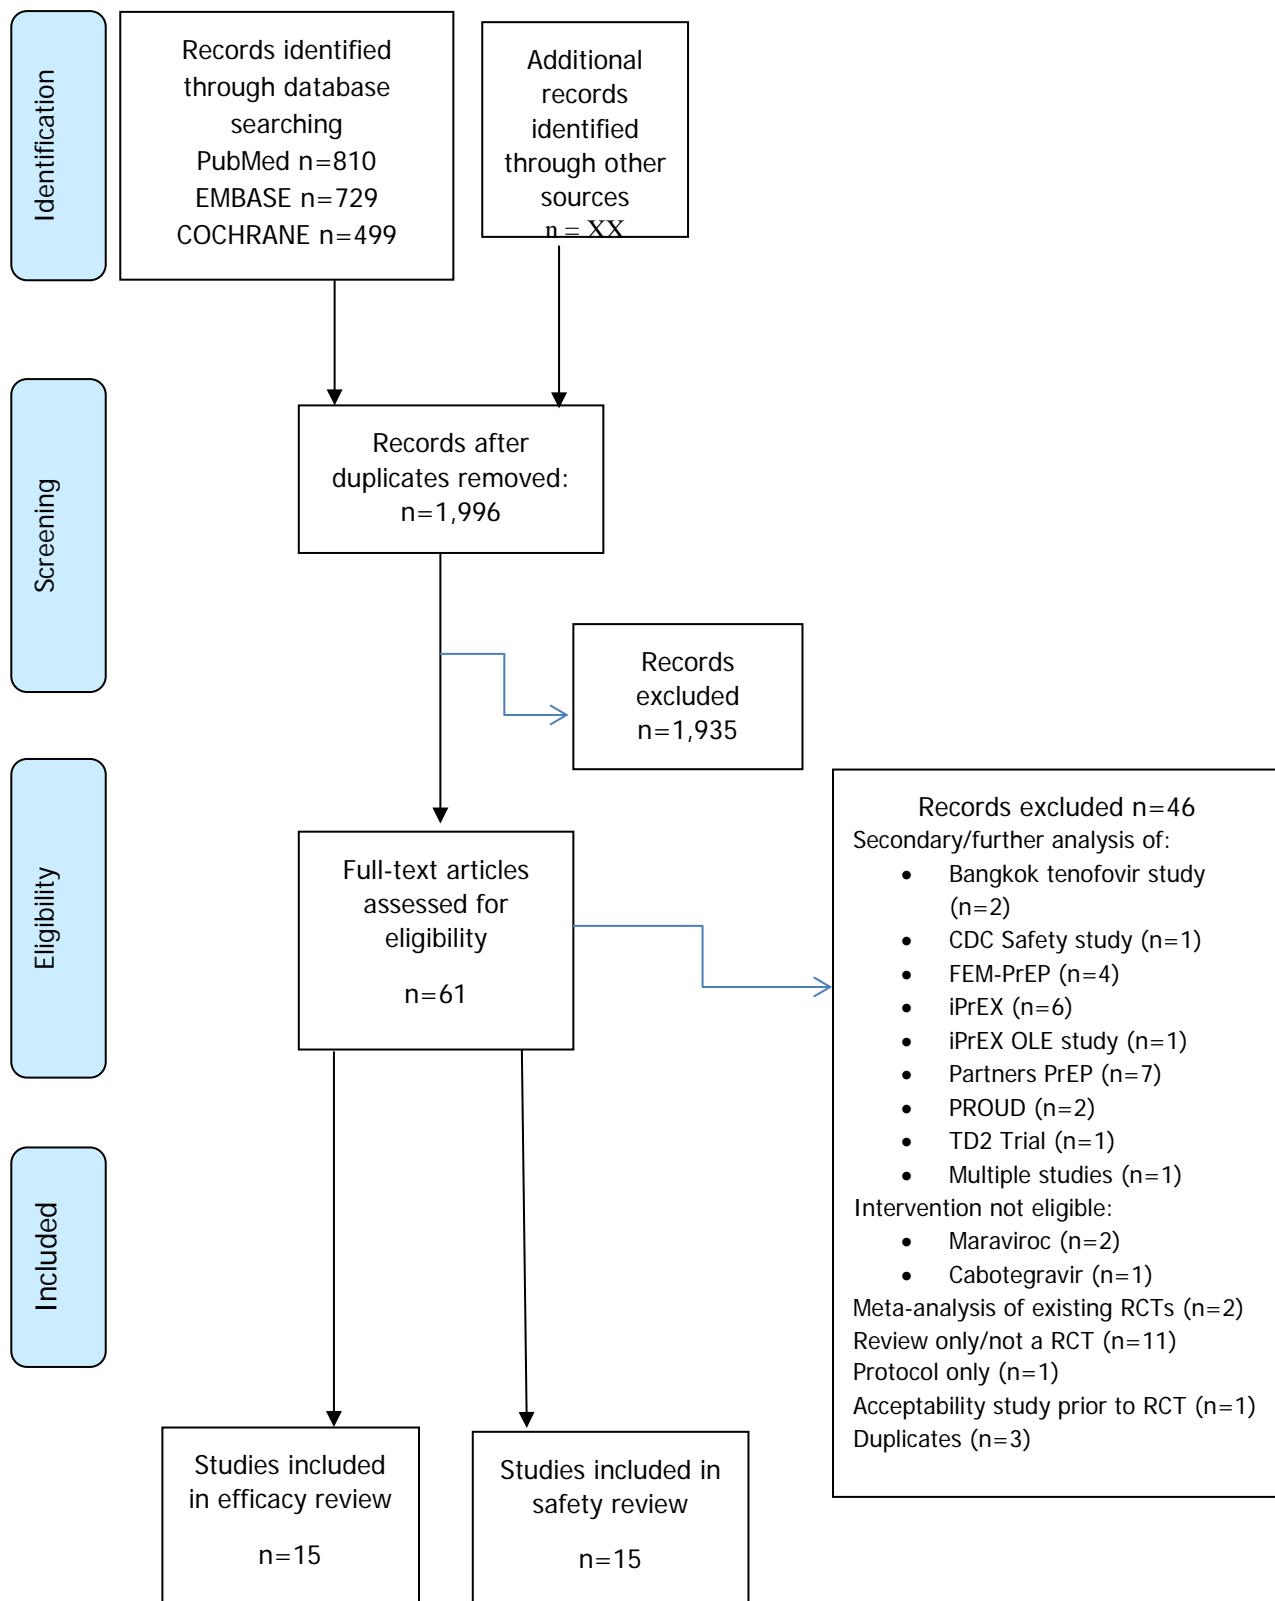 Identification
Records identified
through database
searching
PubMed n=810
EMBASE n=729
COCHRANE n=499
Additional
records
identified
through other
sources
n = XX
Screening
Records after
duplicates removed:
n=1,996
Records
excluded
n=1,935
Eligibility
Full-text articles
assessed for
eligibility
n=61
Records excluded n=46
Secondary/further analysis of:
• Bangkok tenofovir study
(n=2)
• CDC Safety study (n=1)
• FEM-PrEP (n=4)
• iPrEX (n=6)
• iPrEX OLE study (n=1)
• Partners PrEP (n=7)
• PROUD (n=2)
• TD2 Trial (n=1)
• Multiple studies (n=1)
Intervention not eligible:
• Maraviroc (n=2)
• Cabotegravir (n=1)
Meta-analysis of existing RCTs (n=2)
Review only/not a RCT (n=11)
Protocol only (n=1)
Acceptability study prior to RCT (n=1)
Duplicates (n=3)
Included
Studies included
in efficacy review
n=15
Studies included in
safety review
n=15